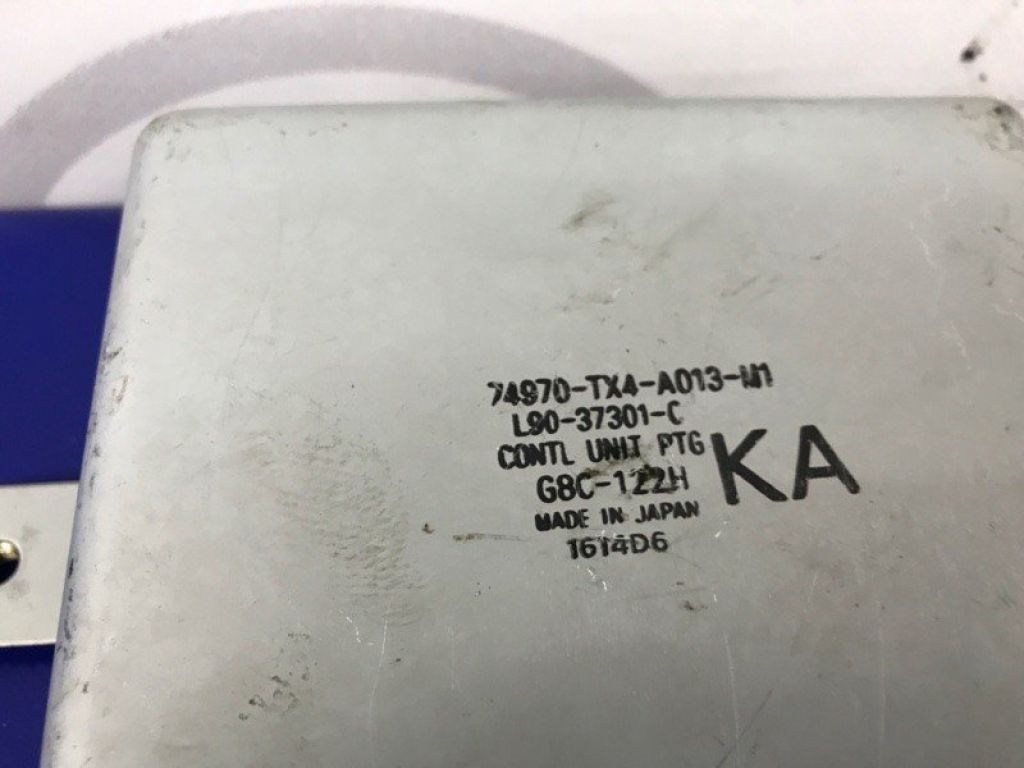 74970-TX4-A013-M1
L90-37301-C
CONTL UNIT PTG
KA
G8C-122H
MADE IN JAPAN
1614D6